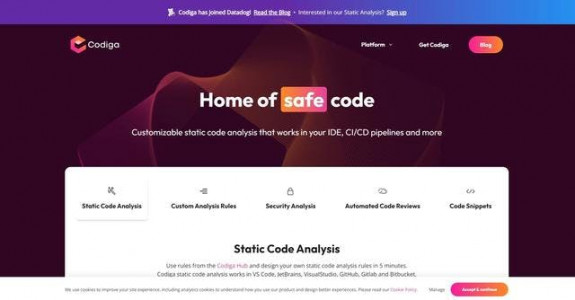 Codiga has joined Datadog! Read the Blog • Interested in our Static Analysis? Sign up
Codiga
Platform
Get Codiga
Blog
Home of safe code
Customizable static code analysis that works in your IDE, CI/CD pipelines and more
Static Code Analysis
Custom Analysis Rules
Security Analysis
Automated Code Reviews
Code Snippets
Static Code Analysis
Use rules from the Codiga Hub and design your own static code analysis rules in 5 minutes.
Codiga static code analysis works in VS Code, JetBrains, VisualStudio, GitHub, Gitlab and Bitbucket.
We use cookies to improve your site experience, including analytics cookies to understand how you use our product and design better experiences. Please read our Cookie Policy.
Manage
Accept & continue